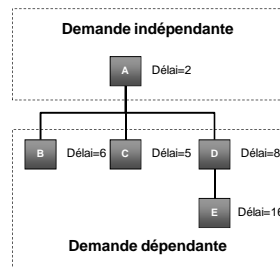 Demande indépendante
A Délai=2
B Délai=6 C Délai=5 D Délai=8
E Délai=16
Demande dépendante